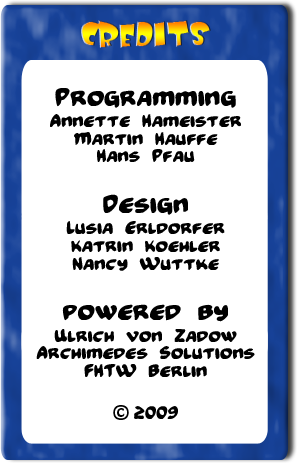 CREDITS
Programming
Annette Hameister
Martin Hauffe
Hans Pfau
Design
Lusia Erldorfer
Katrin Koehler
Nancy Wuttke
powered by
Ulrich von Zadow
Archimedes Solutions
FHTW Berlin
© 2009